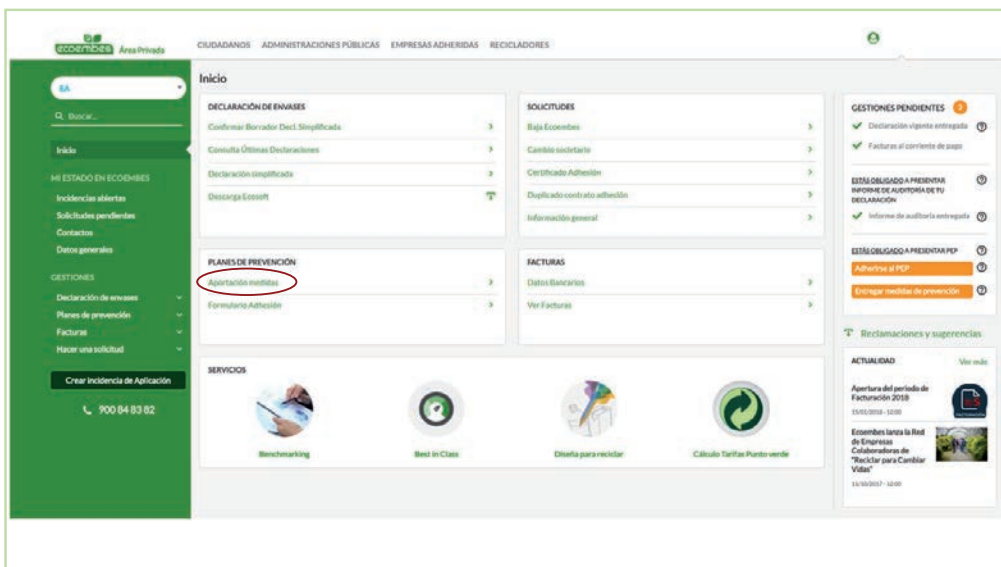 ecoembes Área Privada
CIUDADANOS ADMINISTRACIONES PÚBLICAS EMPRESAS ADHERIDAS RECICLADORES
Buscar...
Inicio
MI ESTADO EN ECOEMBES
Incidencias abiertas
Solicitudes pendientes
Contactos
Datos generales
GESTIONES
Declaración de envases
Planes de prevención
Facturas
Hacer una solicitud
Crear Incidencia de Aplicación
900 84 83 82
Inicio
DECLARACIÓN DE ENVASES
Confirmar Borrador Decl. Simplificada
Consulta Últimas Declaraciones
Declaración simplificada
Descarga Ecosoft
SOLICITUDES
Baja Ecoembes
Cambio societario
Certificado Adhesión
Duplicado contrato adhesión
Información general
PLANES DE PREVENCIÓN
Aportación medidas
Formulario Adhesión
FACTURAS
Datos Bancarios
Ver Facturas
SERVICIOS
Benchmarking
Best in Class
Diseña para reciclar
Cálculo Tarifas Punto verde
GESTIONES PENDIENTES
Declaración vigente entregada
Facturas al corriente de pago
ESTÁS OBLIGADO A PRESENTAR
INFORME DE AUDITORÍA DE TU
DECLARACIÓN
Informe de auditoría entregada
ESTÁS OBLIGADO A PRESENTAR PEP
Adherirse al PEP
Entregar medidas de prevención
Reclamaciones y sugerencias
ACTUALIDAD Ver más
Apertura del periodo de
Facturación 2018
15/01/2018 - 12:00
Ecoembes lanza la Red
de Empresas
Colaboradoras de
"Reciclar para Cambiar
Vidas"